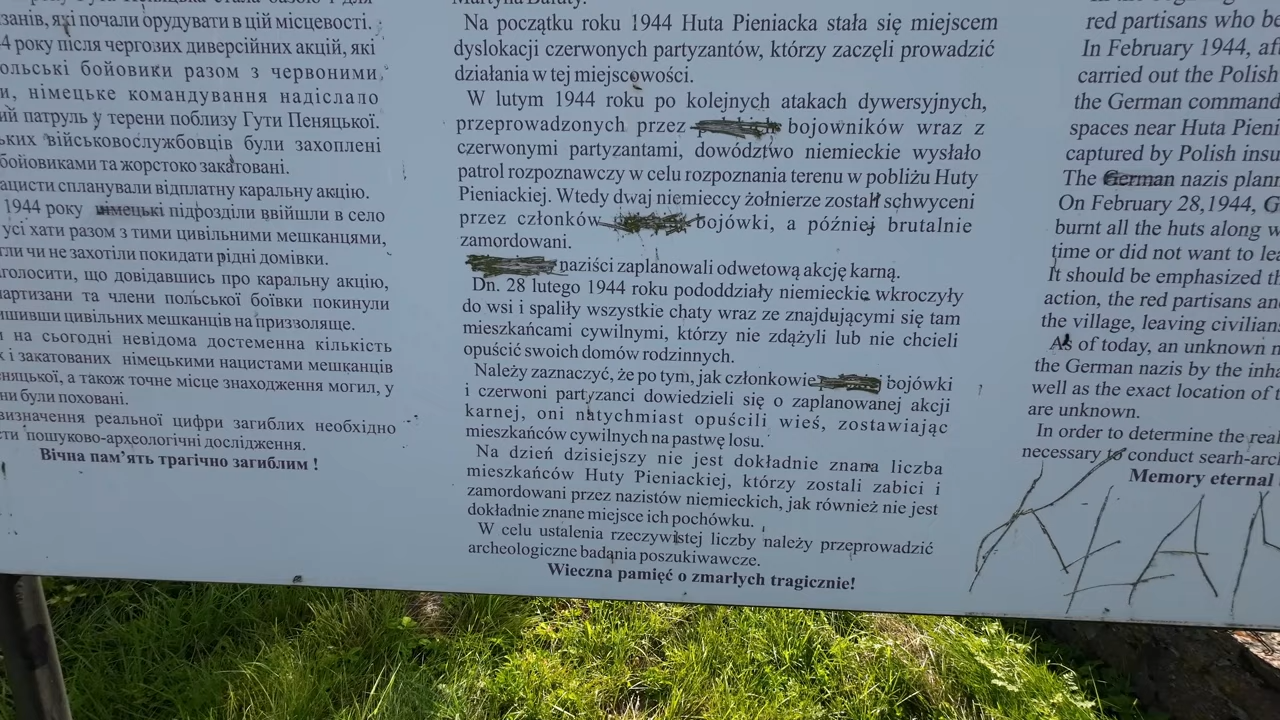 занів, які почали орудувати в цій місцевості.
4 року після чергових диверсійних акцій, які
ольські бойовики разом з червоними
и, німецьке командування надіслало
ий патруль у терени поблизу Гути Пеняцької.
ьких військовослужбовців були захоплені
бойовиками та жорстоко закатовані.
ацисти спланували відплатну каральну акцію.
1944 року німецькі підрозділи ввійшли в село
усі хати разом з тими цивільними мешканцями,
гли чи не захотіли покидати рідні домівки.
аголосити, що довідавшись про каральну акцію,
партизани та члени польської боївки покинули
ишивши цивільних мешканців на призволяще.
и на сьогодні невідома достеменна кількість
х і закатованих німецькими нацистами мешканців
еняцької, а також точне місце знаходження могил, у
они були поховані.
визначення реальної цифри загиблих необхідно
сти пошуково-археологічні дослідження.
Вічна пам'ять трагічно загиблим !
Na początku roku 1944 Huta Pieniacka stała się miejscem
dyslokacji czerwonych partyzantów, którzy zaczęli prowadzić
działania w tej miejscowości.
W lutym 1944 roku po kolejnych atakach dywersyjnych,
przeprowadzonych przez bojowników wraz z
czerwonymi partyzantami, dowództwo niemieckie wysłało
patrol rozpoznawczy w celu rozpoznania terenu w pobliżu Huty
Pieniackiej. Wtedy dwaj niemieccy żołnierze zostali schwyceni
przez członków bojówki, a później brutalnie
zamordowani.
naziści zaplanowali odwetową akcję karną.
Dn. 28 lutego 1944 roku pododdziały niemieckie wkroczyły
do wsi i spaliły wszystkie chaty wraz ze znajdującymi się tam
mieszkańcami cywilnymi, którzy nie zdążyli lub nie chcieli
opuścić swoich domów rodzinnych.
Należy zaznaczyć, że po tym, jak członkowie bojówki
i czerwoni partyzanci dowiedzieli się o zaplanowanej akcji
karnej, oni natychmiast opuścili wieś, zostawiając
mieszkańców cywilnych na pastwę losu.
Na dzień dzisiejszy nie jest dokładnie znana liczba
mieszkańców Huty Pieniackiej, którzy zostali zabici i
zamordowani przez nazistów niemieckich, jak również nie jest
dokładnie znane miejsce ich pochówku.
W celu ustalenia rzeczywistej liczby należy przeprowadzić
archeologiczne badania poszukiwawcze.
Wieczna pamięć o zmarłych tragicznie!
red partisans who be
In February 1944, aft
carried out the Polish
the German command
spaces near Huta Pieni
captured by Polish insu
The German nazis plann
On February 28,1944, G
burnt all the huts along w
time or did not want to lea
It should be emphasized th
action, the red partisans an
the village, leaving civilians
As of today, an unknown n
the German nazis by the inha
well as the exact location of t
are unknown.
In order to determine the real
necessary to conduct searh-arc
Memory eternal
KŁAM